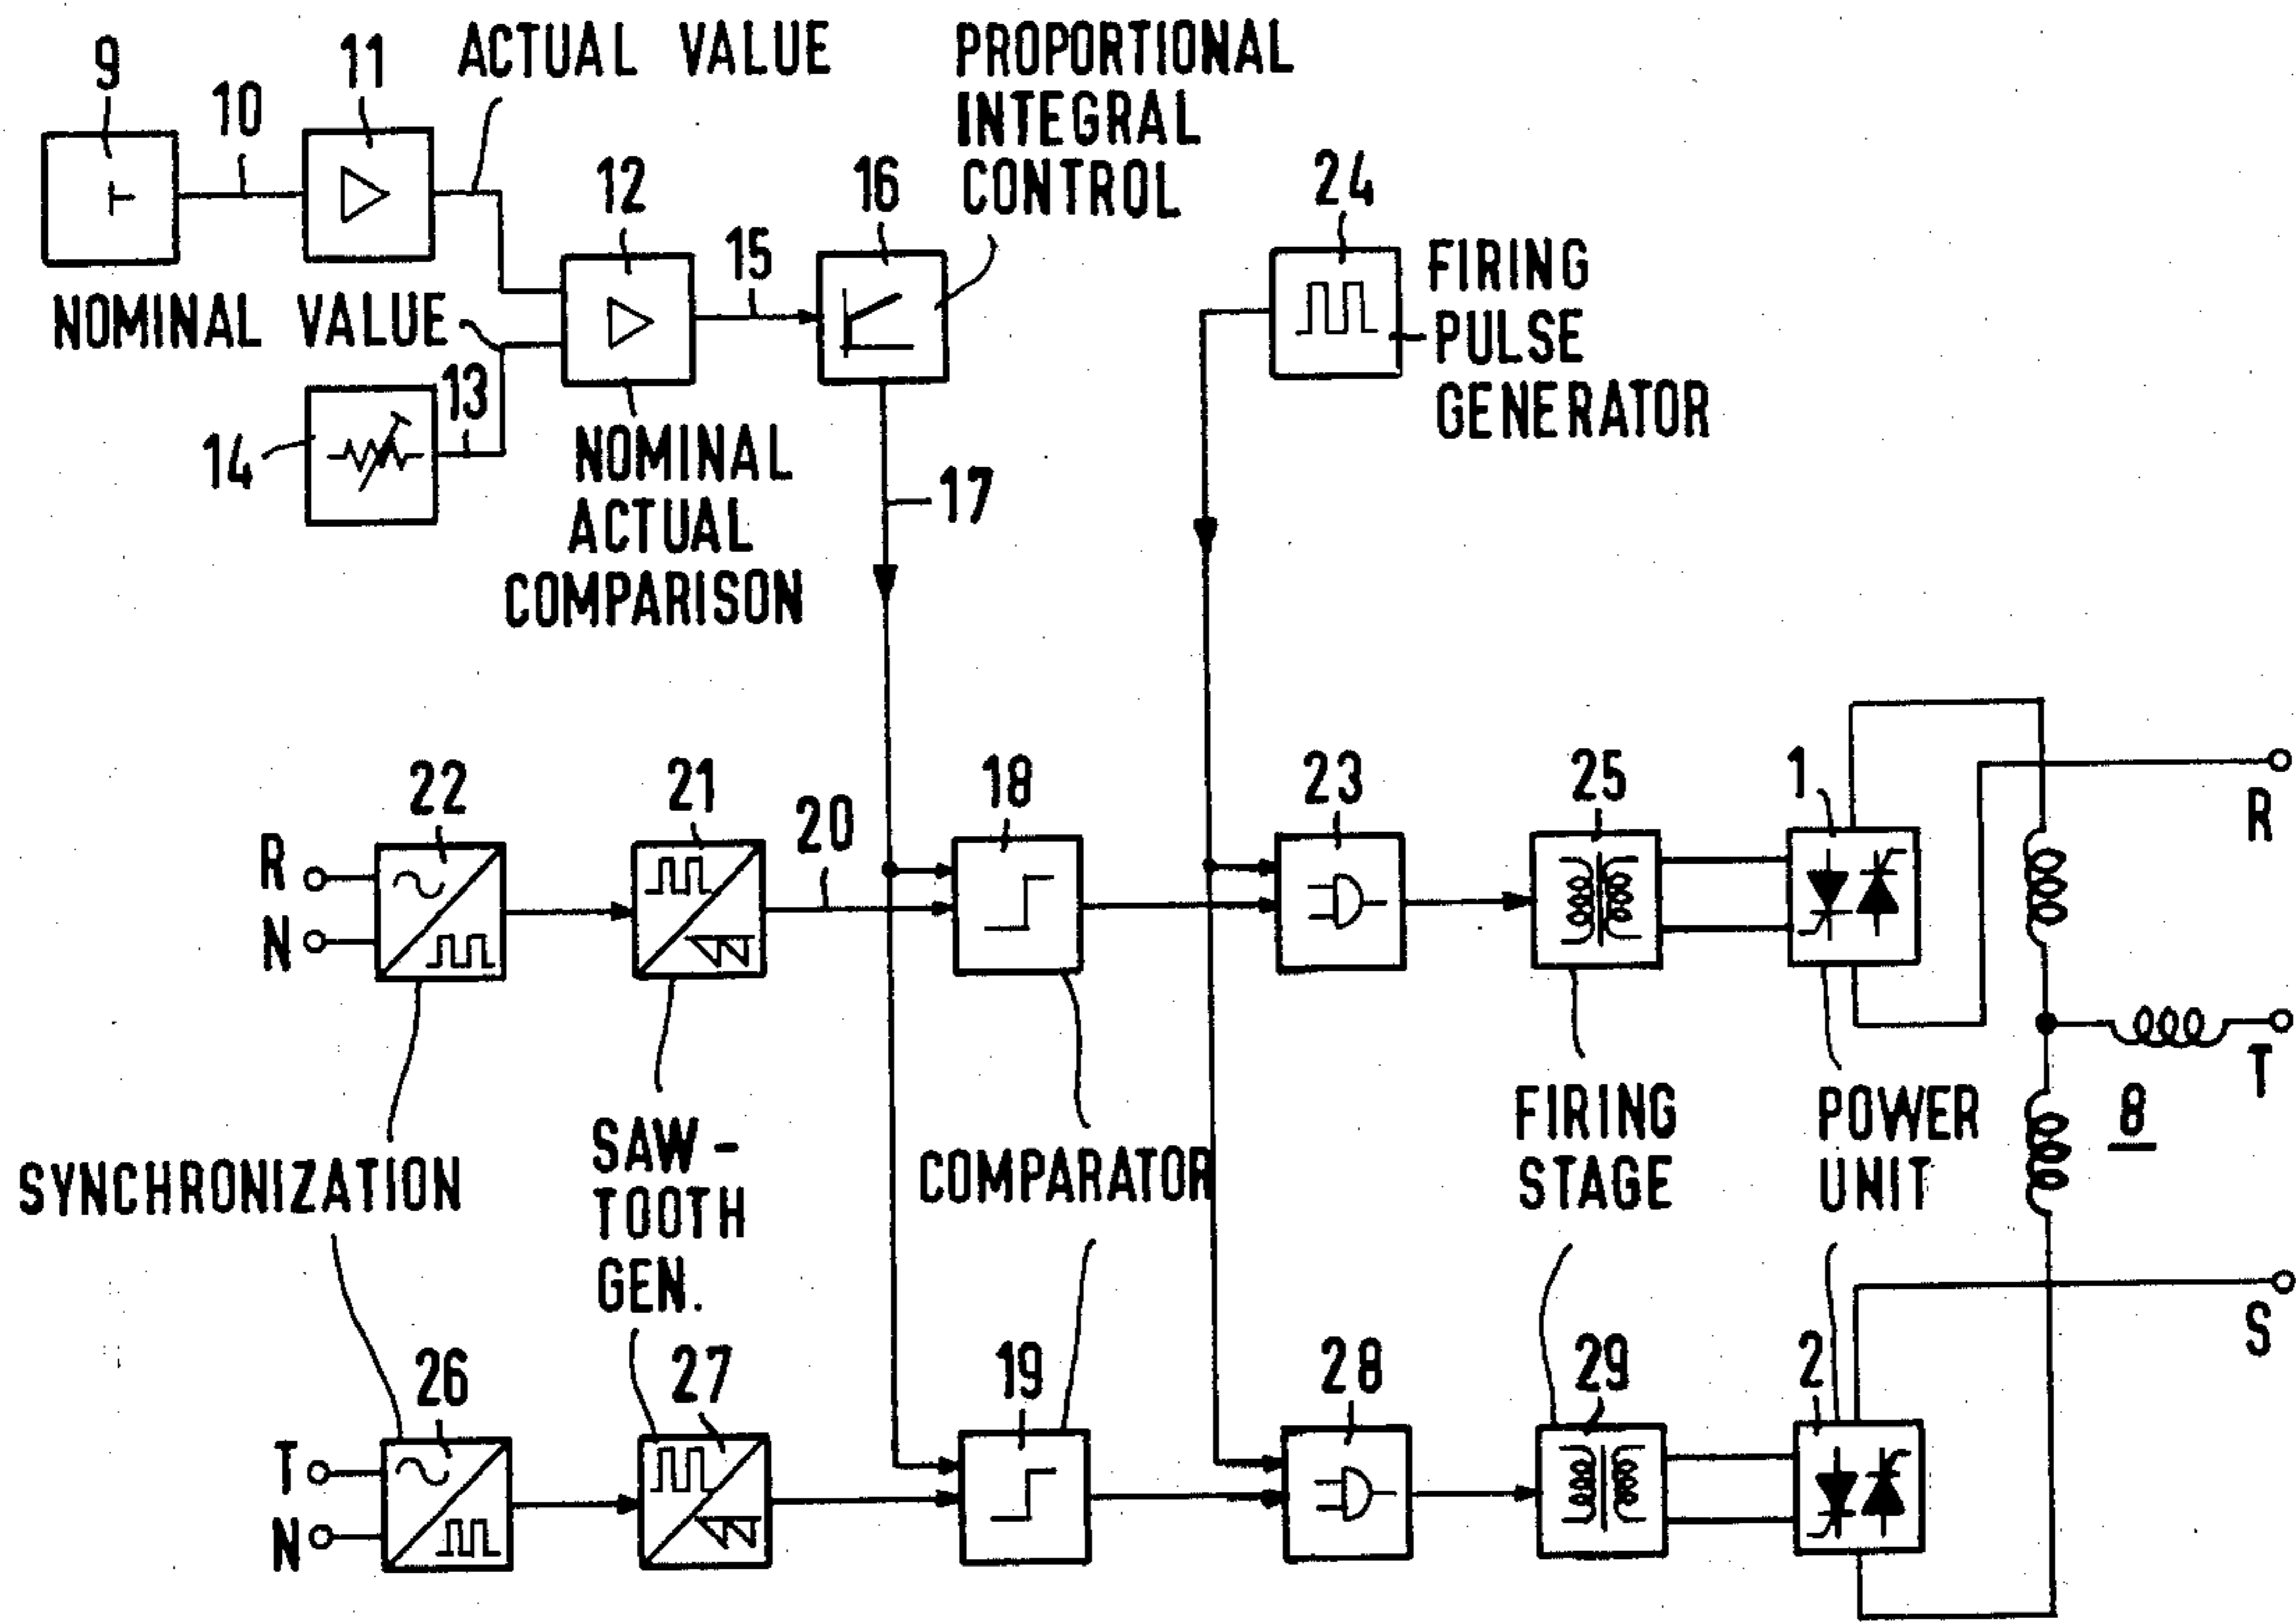 9
10
11
ACTUAL VALUE
PROPORTIONAL
INTEGRAL
CONTROL
12
15
16
24
FIRING
PULSE
GENERATOR
T
NOMINAL VALUE
13
14
NOMINAL
ACTUAL
COMPARISON
17
22
21
20
18
23
25
1
R
R
N
T
8
SYNCHRONIZATION
SAW-
TOOTH
GEN.
COMPARATOR
FIRING
STAGE
POWER
UNIT
S
26
27
19
28
29
2
T
N